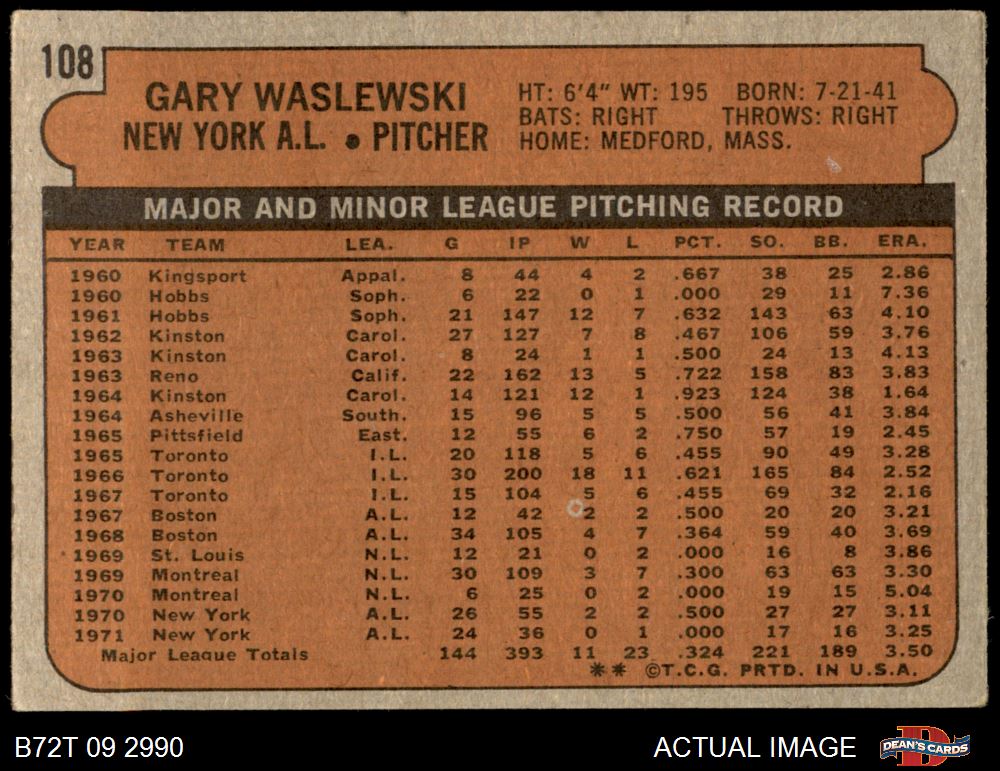 108
GARY WASLEWSKI
NEW YORK A.L. • PITCHER
HT: 6'4" WT: 195 BORN: 7-21-41
BATS: RIGHT THROWS: RIGHT
HOME: MEDFORD, MASS.
MAJOR AND MINOR LEAGUE PITCHING RECORD
YEAR TEAM LEA. G IP W L PCT. SO. BB. ERA.
1960 Kingsport Appal. 8 44 4 2 .667 38 25 2.86
1960 Hobbs Soph. 6 22 0 1 .000 29 11 7.36
1961 Hobbs Soph. 21 147 12 7 .632 143 63 4.10
1962 Kinston Carol. 27 127 7 8 .467 106 59 3.76
1963 Kinston Carol. 8 24 1 1 .500 24 13 4.13
1963 Reno Calif. 22 162 13 5 .722 158 83 3.83
1964 Kinston Carol. 14 121 12 1 .923 124 38 1.64
1964 Asheville South. 15 96 5 5 .500 56 41 3.84
1965 Pittsfield East. 12 55 6 2 .750 57 19 2.45
1965 Toronto I.L. 20 118 5 6 .455 90 49 3.28
1966 Toronto I.L. 30 200 18 11 .621 165 84 2.52
1967 Toronto I.L. 15 104 5 6 .455 69 32 2.16
1967 Boston A.L. 12 42 2 2 .500 20 20 3.21
1968 Boston A.L. 34 105 4 7 .364 59 40 3.69
1969 St. Louis N.L. 12 21 0 2 .000 16 8 3.86
1969 Montreal N.L. 30 109 3 7 .300 63 63 3.30
1970 Montreal N.L. 6 25 0 2 .000 19 15 5.04
1970 New York A.L. 26 55 2 2 .500 27 27 3.11
1971 New York A.L. 24 36 0 1 .000 17 16 3.25
Major League Totals 144 393 11 23 .324 221 189 3.50
** ©T.C.G. PRTD. IN U.S.A.
B72T 09 2990
ACTUAL IMAGE
DEAN'S CARDS